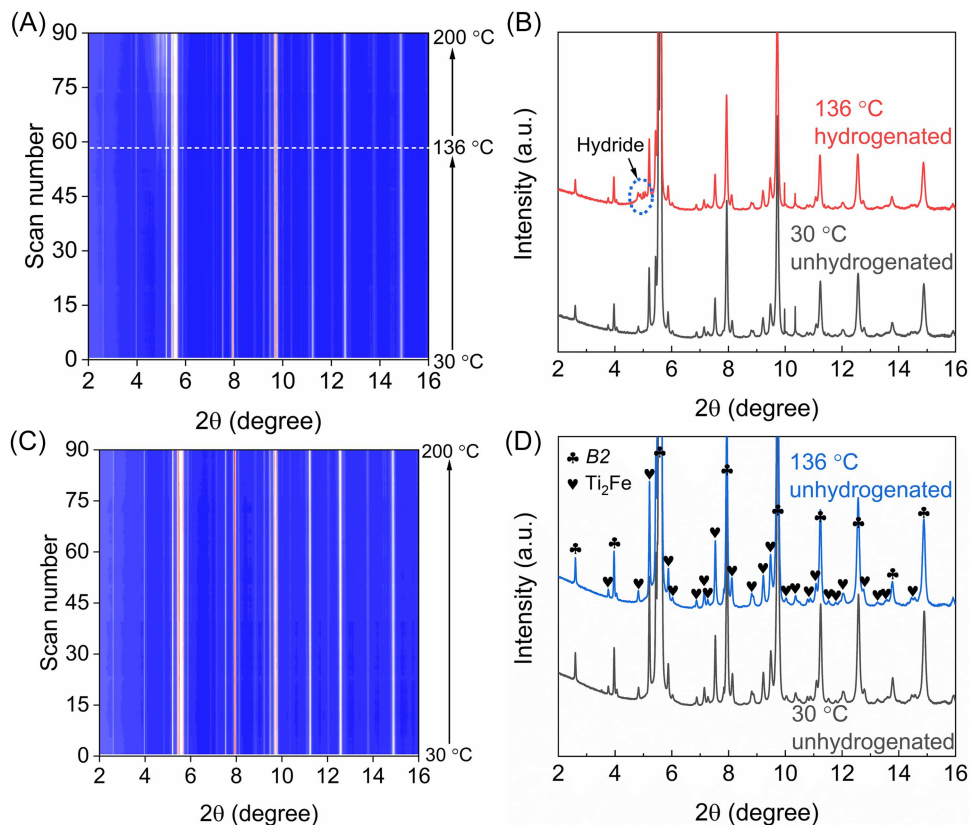 (A)
90
75
60
45
30
15
0
Scan number
2 4 6 8 10 12 14 16
2θ (degree)
200 °C
136 °C
30 °C
(B)
Intensity (a.u.)
136 °C
hydrogenated
Hydride
30 °C
unhydrogenated
2 4 6 8 10 12 14 16
2θ (degree)
(C)
90
75
60
45
30
15
0
Scan number
2 4 6 8 10 12 14 16
2θ (degree)
200 °C
30 °C
(D)
Intensity (a.u.)
♣ B2
♥ Ti₂Fe
136 °C
unhydrogenated
30 °C
unhydrogenated
2 4 6 8 10 12 14 16
2θ (degree)